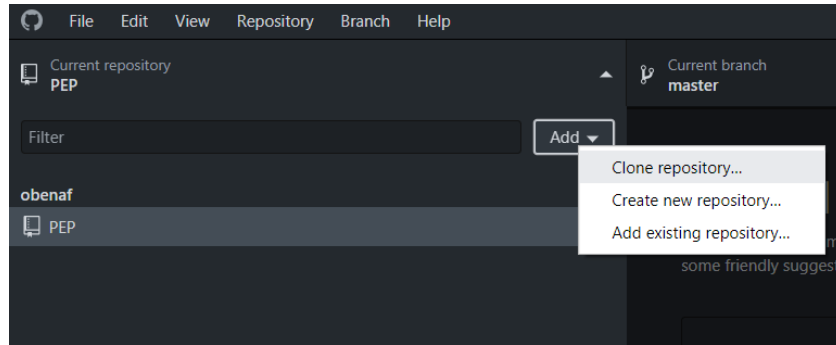 File Edit View Repository Branch Help
Current repository
PEP
Current branch
master
Filter
Add
Clone repository...
Create new repository...
Add existing repository...
obenaf
PEP
some friendly sugges